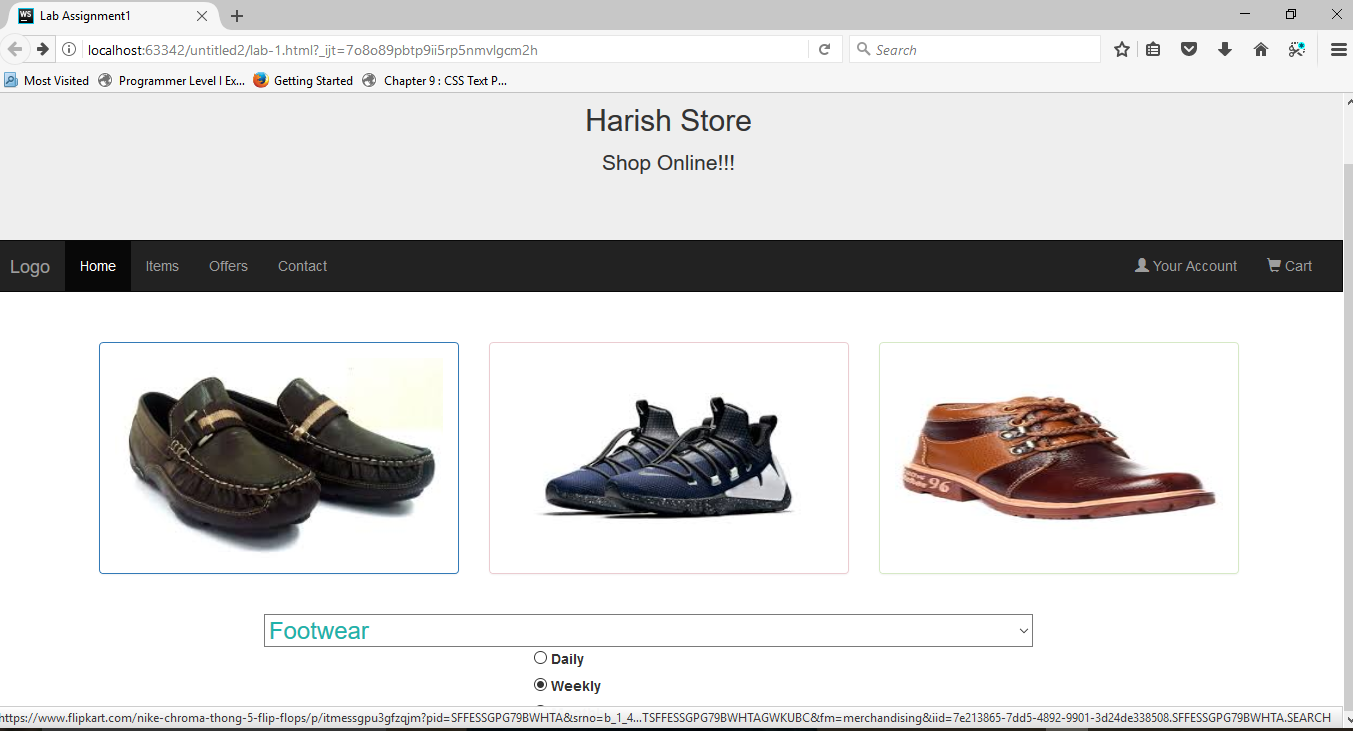 WS Lab Assignment1
localhost:63342/untitled2/lab-1.html?_ijt=7o8o89pbtp9ii5rp5nmvlgcm2h
Search
Most Visited Programmer Level I Ex... Getting Started Chapter 9 : CSS Text P...
Harish Store
Shop Online!!!
Logo Home Items Offers Contact Your Account Cart
96
Footwear
Daily
Weekly
https://www.flipkart.com/nike-chroma-thong-5-flip-flops/p/itmessgpu3gfzqjm?pid=SFFESSGPG79BWHTA&srno=b_1_4...TSFFESSGPG79BWHTAGWKUBC&fm=merchandising&iid=7e213865-7dd5-4892-9901-3d24de338508.SFFESSGPG79BWHTA.SEARCH